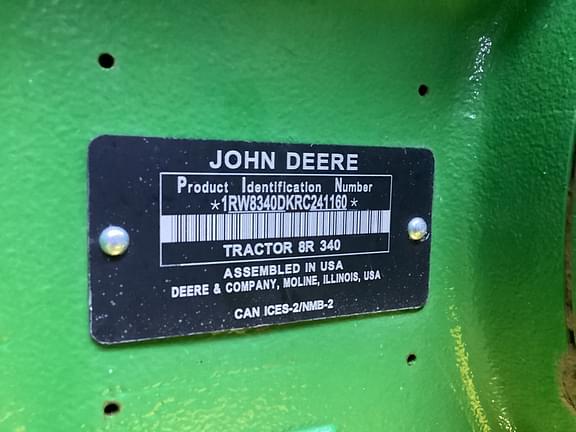 JOHN DEERE
Product Identification Number
*1RW8340DKRC241160*
TRACTOR 8R 340
ASSEMBLED IN USA
DEERE & COMPANY, MOLINE, ILLINOIS, USA
CAN ICES-2/NMB-2